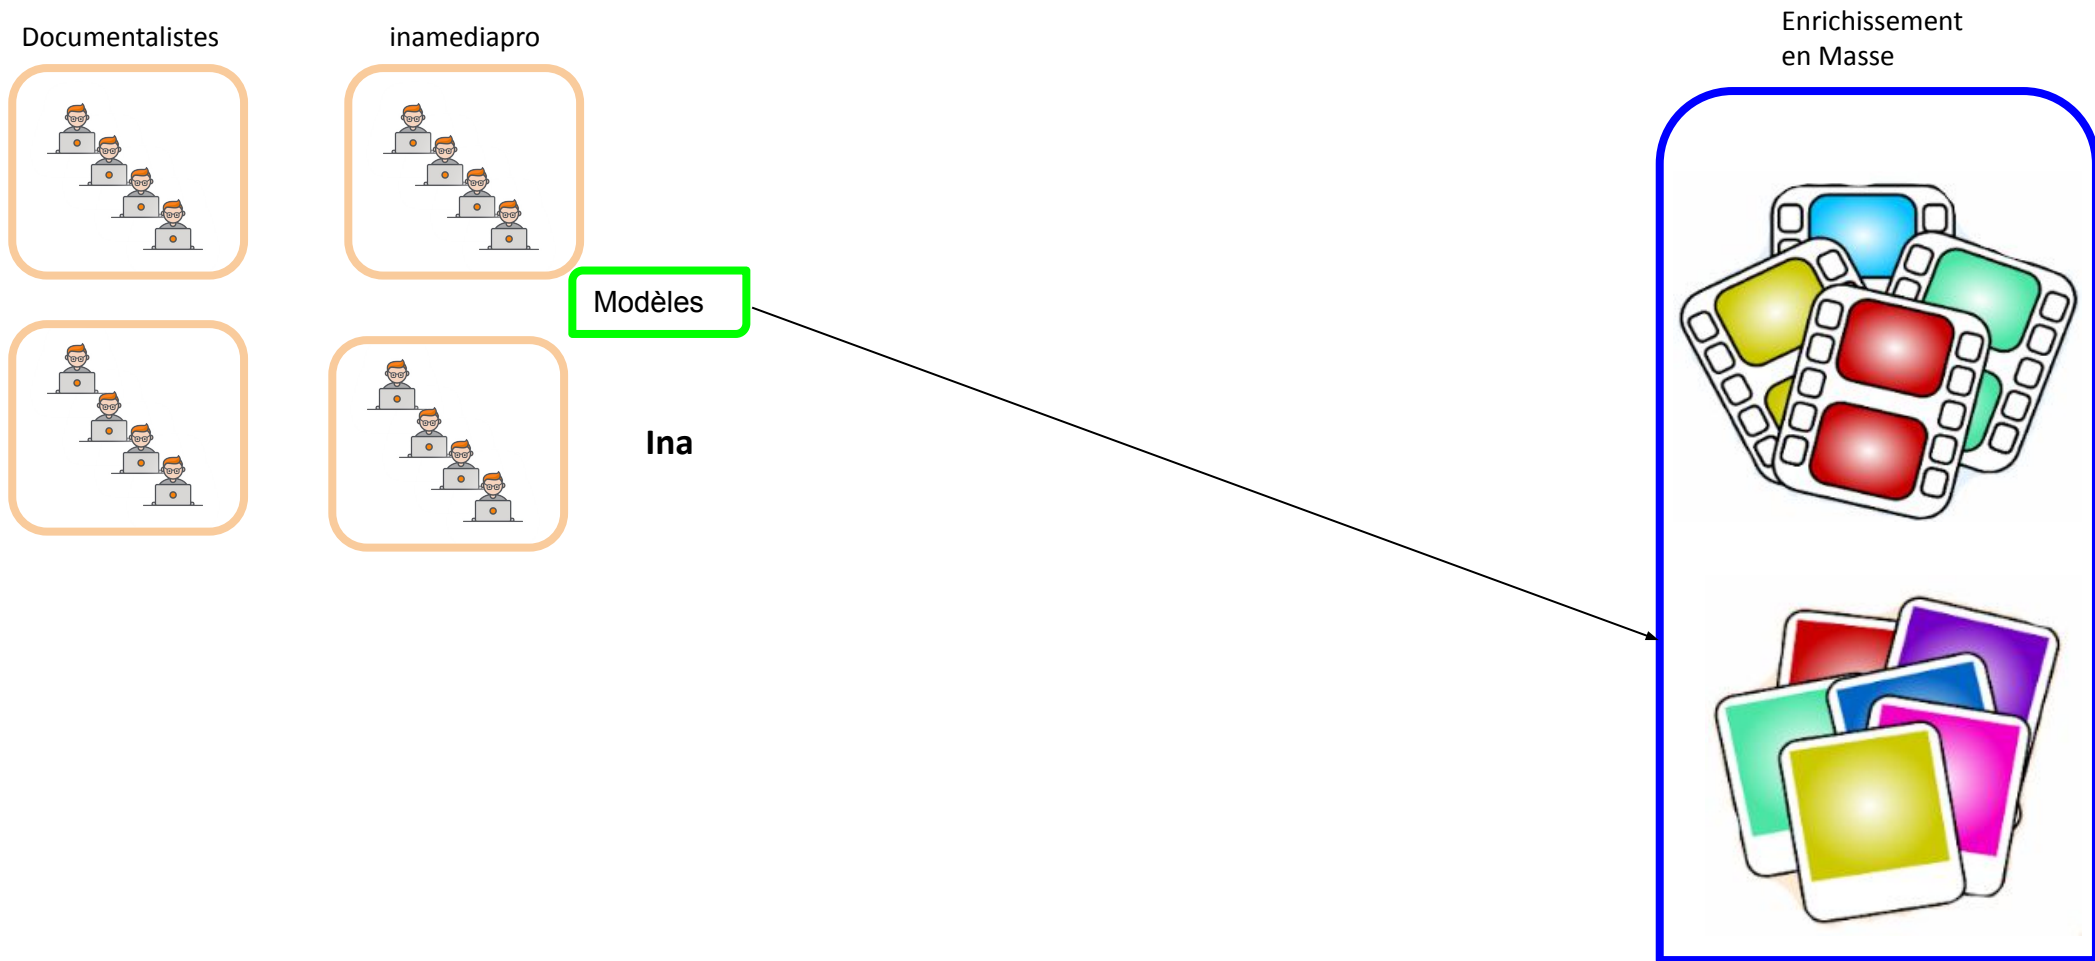 Documentalistes
inamediapro
Enrichissement
en Masse
Modèles
Ina